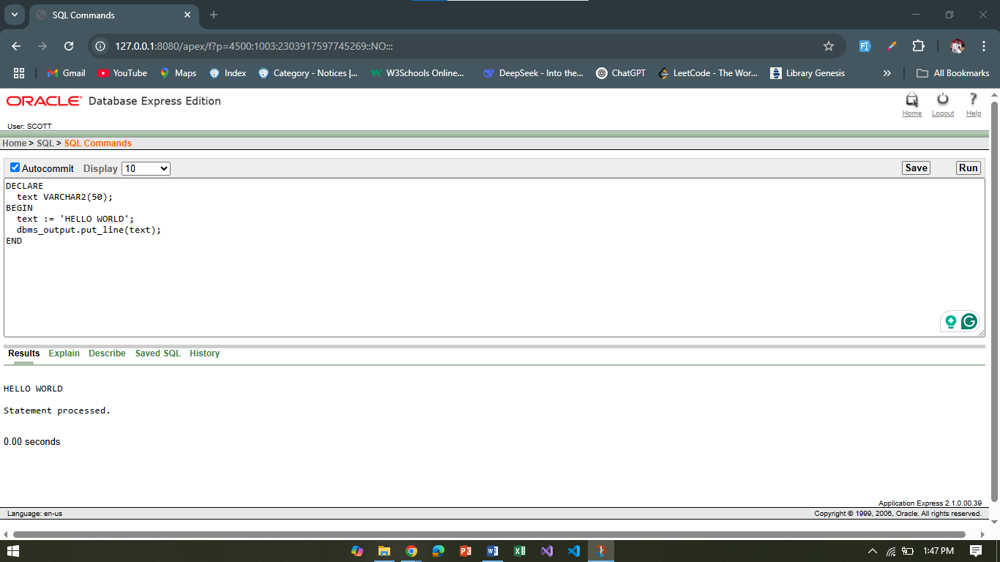 SQL Commands
127.0.0.1:8080/apex/f?p=4500:1003:2303917597745269::NO:::
Gmail YouTube Maps Index Category - Notices |... W3Schools Online... DeepSeek - Into the... ChatGPT LeetCode - The Wor... Library Genesis » All Bookmarks
ORACLE Database Express Edition
Home Logout Help
User: SCOTT
Home > SQL > SQL Commands
Autocommit Display 10 Save Run
DECLARE
  text VARCHAR2(50);
BEGIN
  text := 'HELLO WORLD';
  dbms_output.put_line(text);
END
Results Explain Describe Saved SQL History
HELLO WORLD
Statement processed.
0.00 seconds
Application Express 2.1.0.00.39
Language: en-us Copyright © 1999, 2006, Oracle. All rights reserved.
1:47 PM